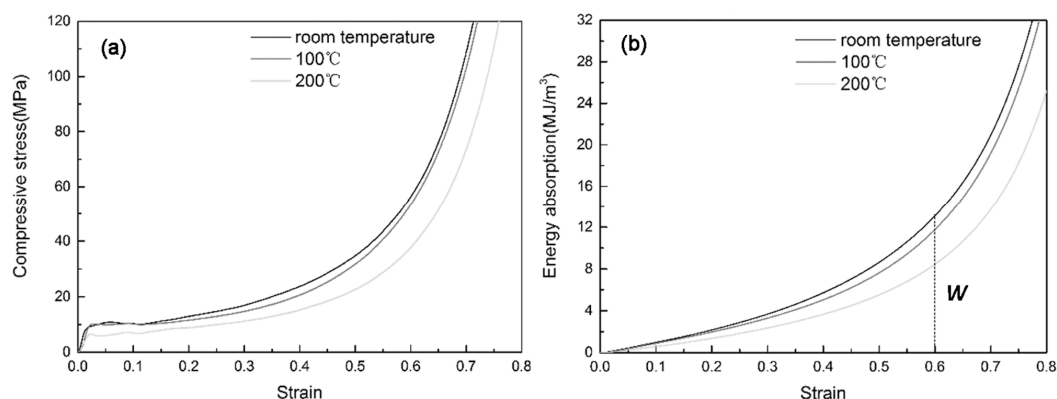 (a)
room temperature
100℃
200℃
Compressive stress(MPa)
120
100
80
60
40
20
0
0.0 0.1 0.2 0.3 0.4 0.5 0.6 0.7 0.8
Strain
(b)
room temperature
100℃
200℃
Energy absorption(MJ/m³)
32
28
24
20
16
12
8
4
0
W
0.0 0.1 0.2 0.3 0.4 0.5 0.6 0.7 0.8
Strain